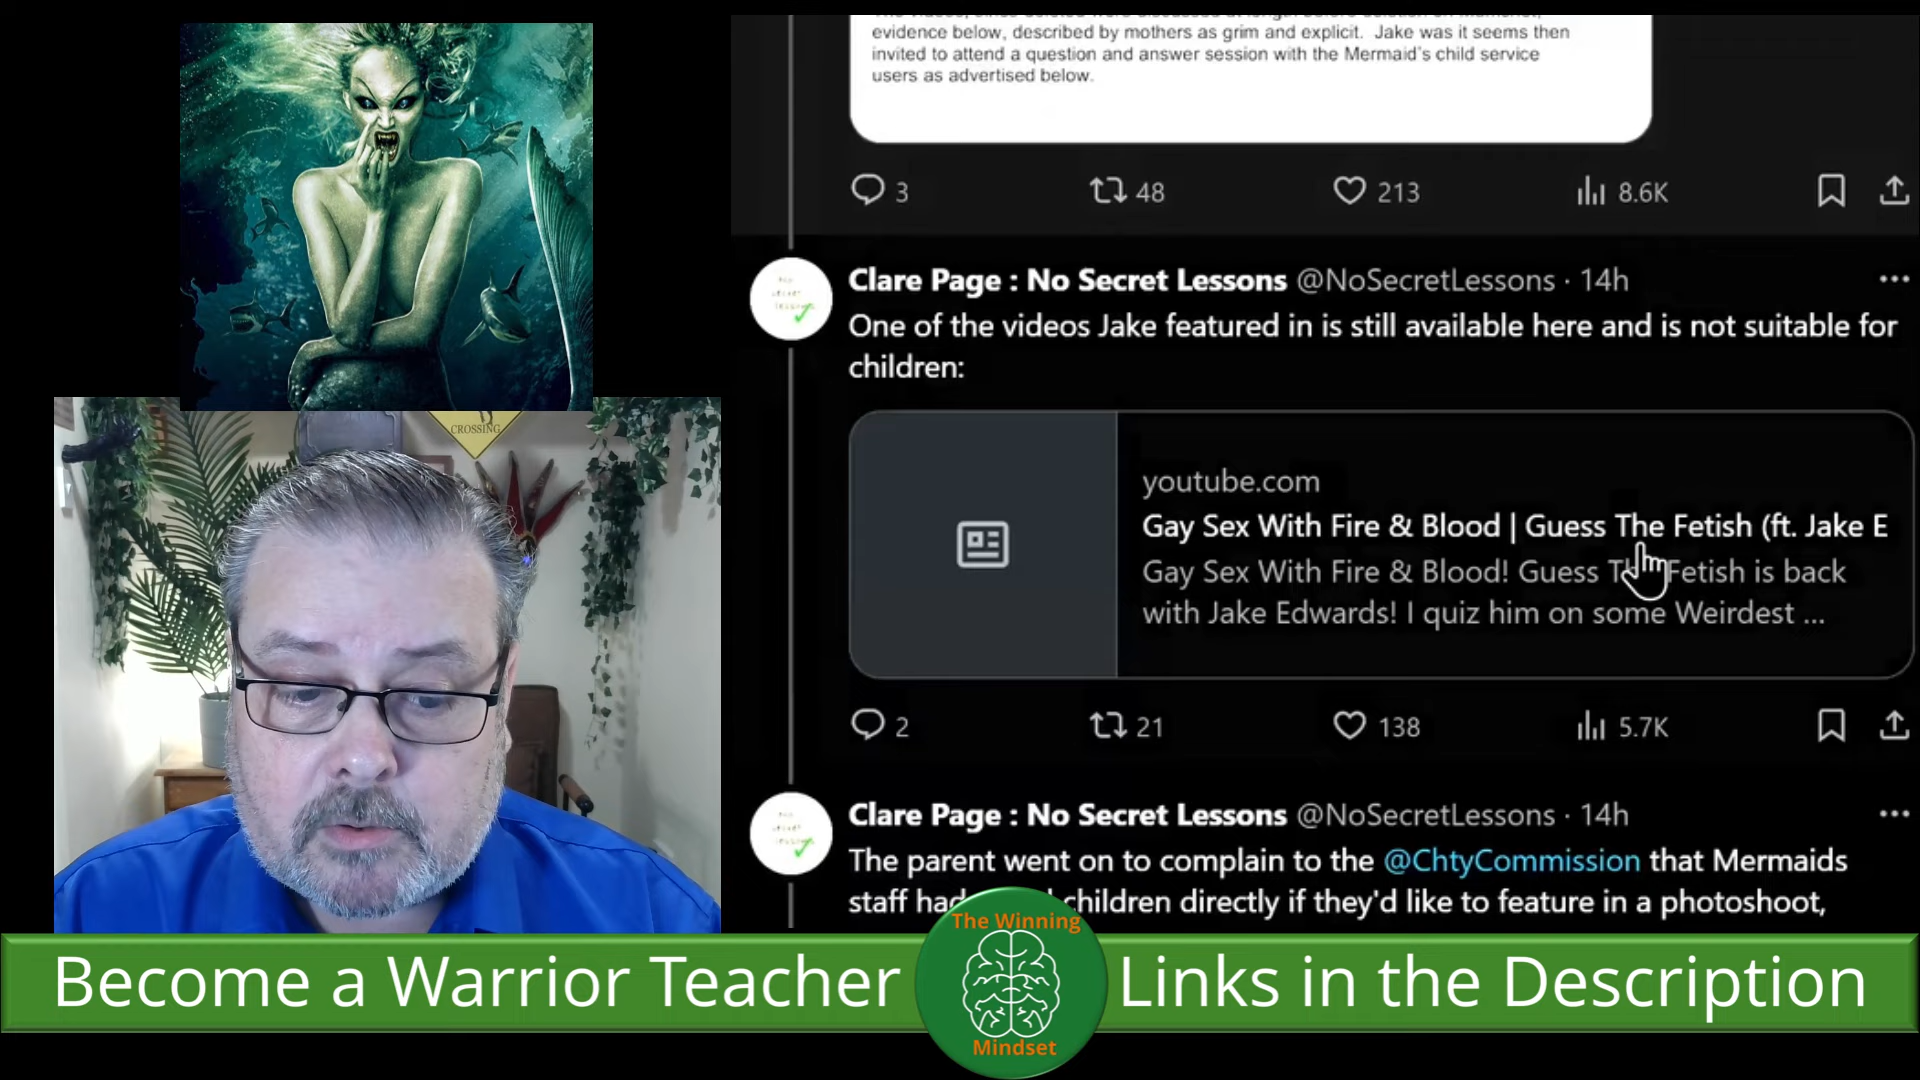 evidence below, described by mothers as grim and explicit. Jake was it seems then
invited to attend a question and answer session with the Mermaid's child service
users as advertised below.
3 48 213 8.6K
Clare Page : No Secret Lessons @NoSecretLessons · 14h
One of the videos Jake featured in is still available here and is not suitable for
children:
youtube.com
Gay Sex With Fire & Blood | Guess The Fetish (ft. Jake E
Gay Sex With Fire & Blood! Guess The Fetish is back
with Jake Edwards! I quiz him on some Weirdest ...
2 21 138 5.7K
Clare Page : No Secret Lessons @NoSecretLessons · 14h
The parent went on to complain to the @ChtyCommission that Mermaids
staff had children directly if they'd like to feature in a photoshoot,
CROSSING
Become a Warrior Teacher
The Winning
Mindset
Links in the Description